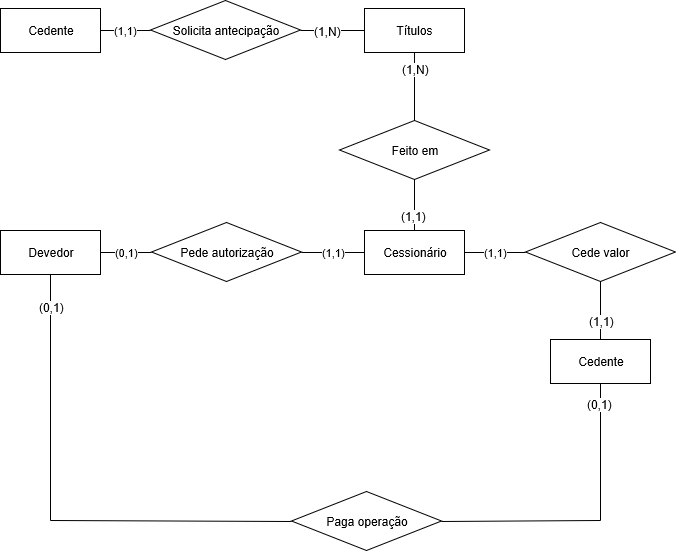 Cedente
(1,1)
Solicita antecipação
(1,N)
Títulos
(1,N)
Feito em
(1,1)
Devedor
(0,1)
Pede autorização
(1,1)
Cessionário
(1,1)
Cede valor
(0,1)
(1,1)
Cedente
(0,1)
Paga operação